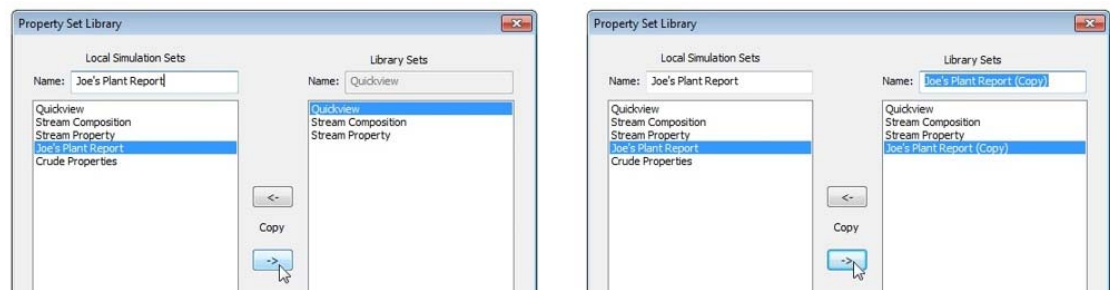 Property Set Library
Local Simulation Sets
Library Sets
Name: Joe's Plant Report
Name: Quickview
Quickview
Stream Composition
Stream Property
Joe's Plant Report
Crude Properties
Quickview
Stream Composition
Stream Property
<-
Copy
->
Property Set Library
Local Simulation Sets
Library Sets
Name: Joe's Plant Report
Name: Joe's Plant Report (Copy)
Quickview
Stream Composition
Stream Property
Joe's Plant Report
Crude Properties
Quickview
Stream Composition
Stream Property
Joe's Plant Report (Copy)
<-
Copy
->